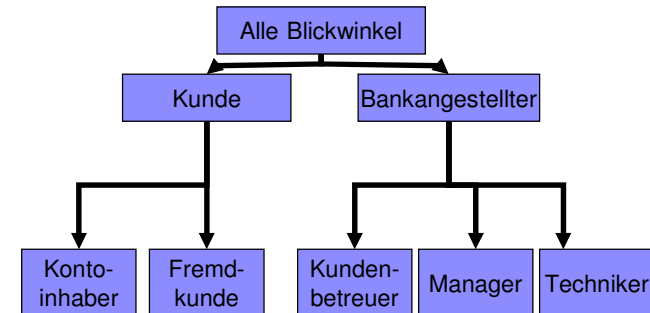 Alle Blickwinkel
Kunde
Bankangestellter
Konto-
inhaber
Fremd-
kunde
Kunden-
betreuer
Manager
Techniker